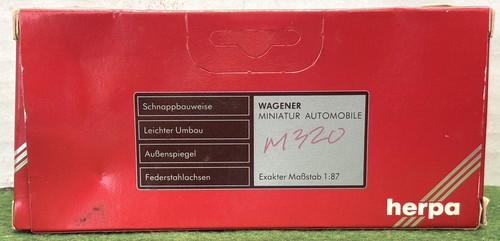 Schnappbauweise
Leichter Umbau
Außenspiegel
Federstahlachsen
WAGENER
MINIATUR AUTOMOBILE
M320
Exakter Maßstab 1:87
herpa